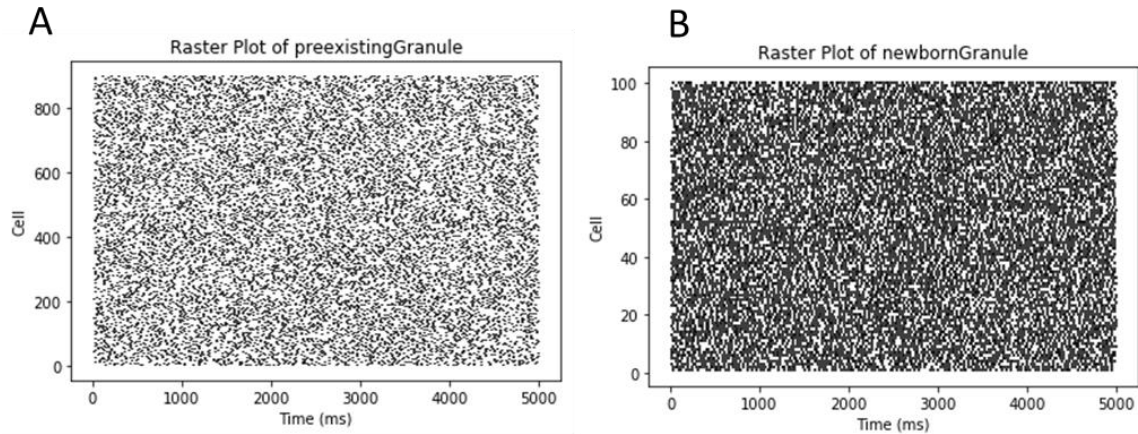 A
Raster Plot of preexistingGranule
800
600
400
200
0
Cell
0 1000 2000 3000 4000 5000
Time (ms)
B
Raster Plot of newbornGranule
100
80
60
40
20
0
Cell
0 1000 2000 3000 4000 5000
Time (ms)